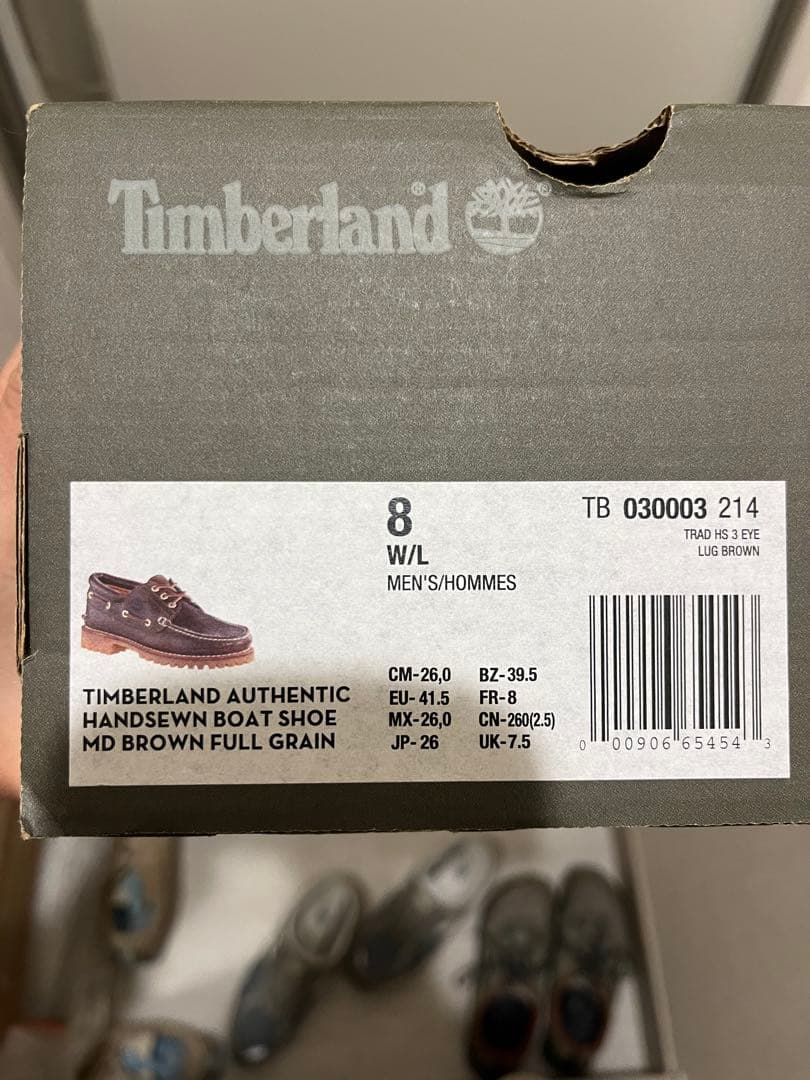 Timberland®
®
8
W/L
MEN'S/HOMMES
TB 030003 214
TRAD HS 3 EYE
LUG BROWN
TIMBERLAND AUTHENTIC
HANDSEWN BOAT SHOE
MD BROWN FULL GRAIN
CM-26,0 BZ-39.5
EU-41.5 FR-8
MX-26,0 CN-260(2.5)
JP-26 UK-7.5
0 00906 65454 3